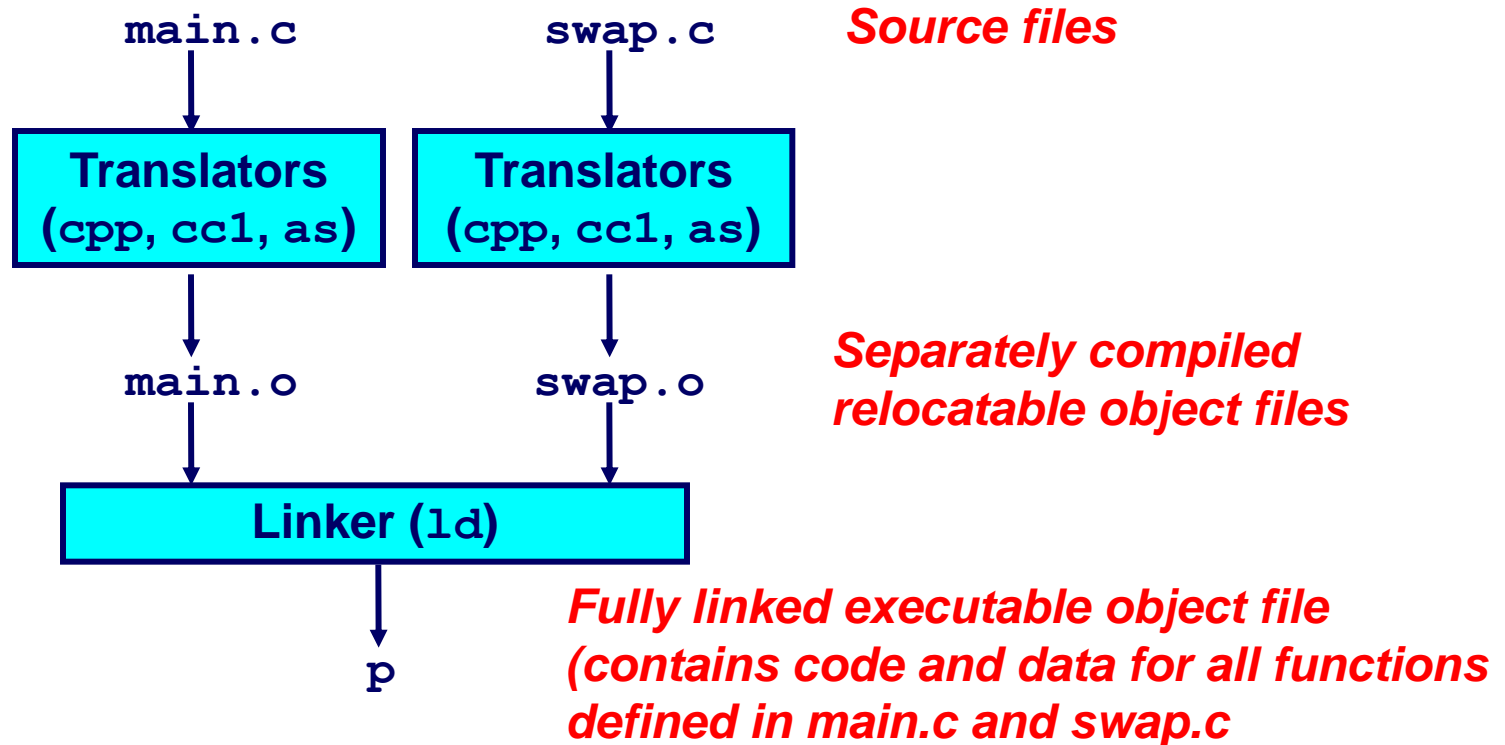 main.c
swap.c
Source files
Translators
(cpp, cc1, as)
Translators
(cpp, cc1, as)
main.o
swap.o
Separately compiled
relocatable object files
Linker (ld)
p
Fully linked executable object file
(contains code and data for all functions
defined in main.c and swap.c